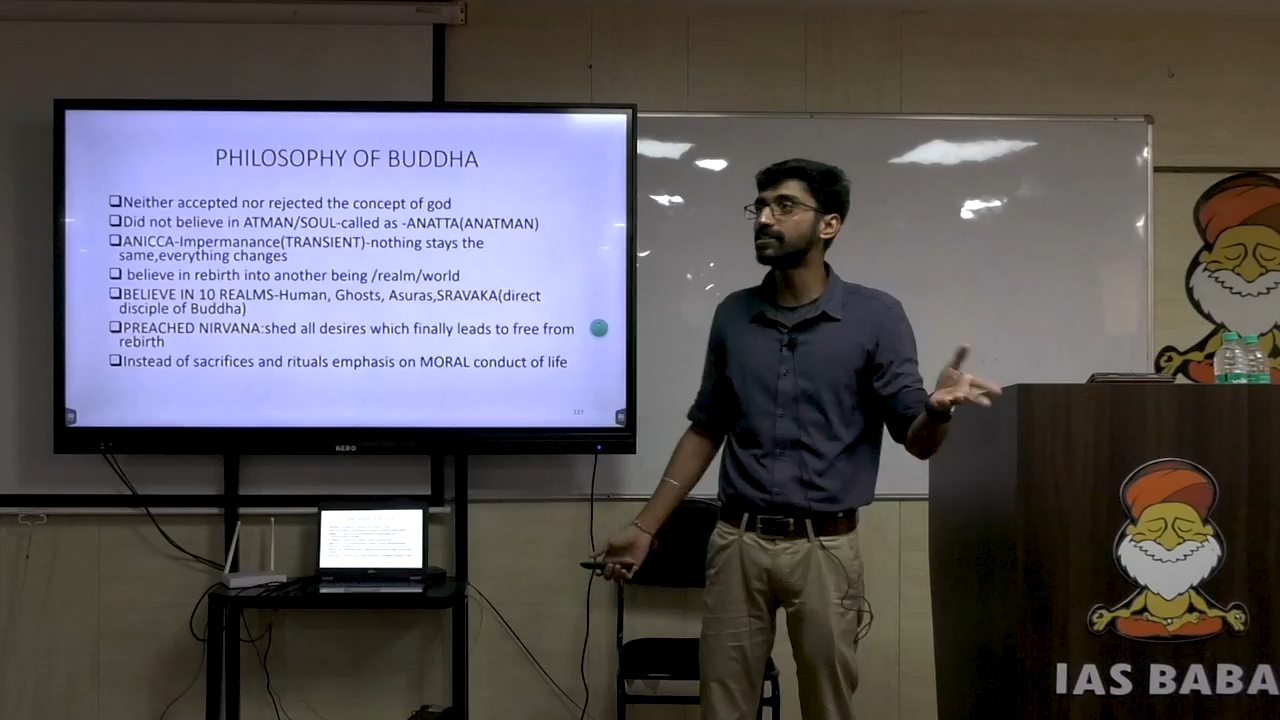 PHILOSOPHY OF BUDDHA
❑Neither accepted nor rejected the concept of god
❑Did not believe in ATMAN/SOUL-called as -ANATTA(ANATMAN)
❑ANICCA-Impermanance(TRANSIENT)-nothing stays the
same,everything changes
❑ believe in rebirth into another being /realm/world
❑BELIEVE IN 10 REALMS-Human, Ghosts, Asuras,SRAVAKA(direct
disciple of Buddha)
❑PREACHED NIRVANA:shed all desires which finally leads to free from
rebirth
❑Instead of sacrifices and rituals emphasis on MORAL conduct of life
IAS BABA